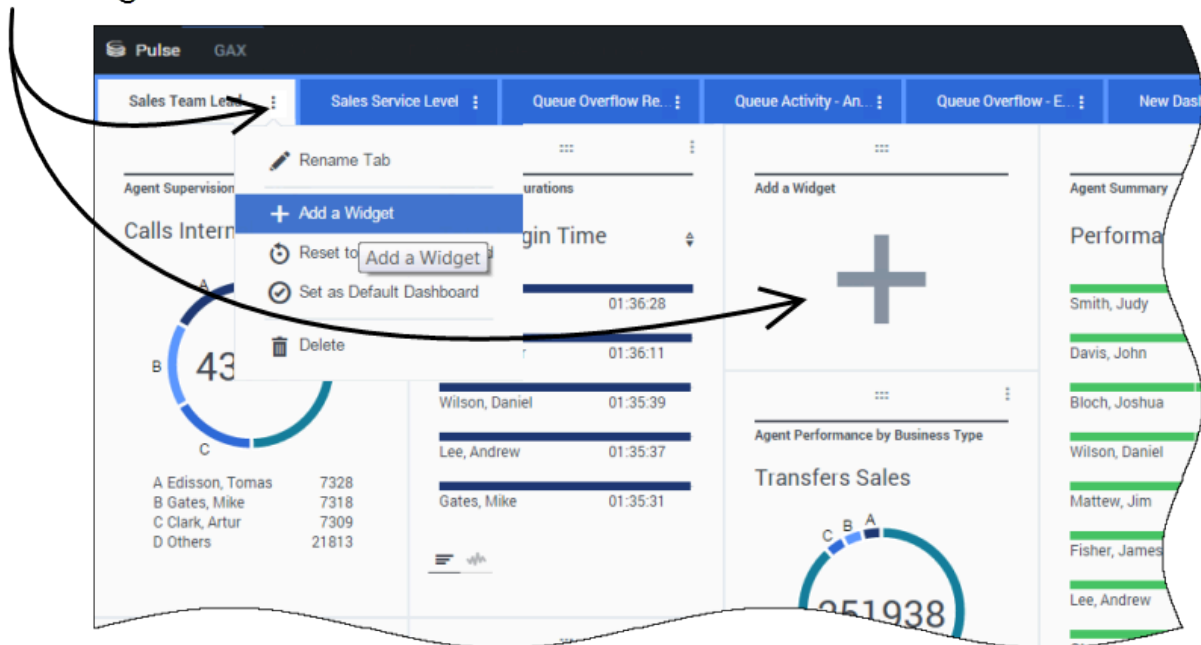 Pulse GAX
Sales Team Lead Sales Service Level Queue Overflow Re... Queue Activity - An... Queue Overflow - E... New Das
Rename Tab
Add a Widget
Reset to
Add a Widget
Set as Default Dashboard
Delete
Agent Supervision
Calls Intern
A
B
C
43
A Edisson, Tomas 7328
B Gates, Mike 7318
C Clark, Artur 7309
D Others 21813
urations
gin Time
01:36:28
01:36:11
Wilson, Daniel 01:35:39
Lee, Andrew 01:35:37
Gates, Mike 01:35:31
Add a Widget
Agent Performance by Business Type
Transfers Sales
C B A
251938
Agent Summary
Performa
Smith, Judy
Davis, John
Bloch, Joshua
Wilson, Daniel
Mattew, Jim
Fisher, James
Lee, Andrew